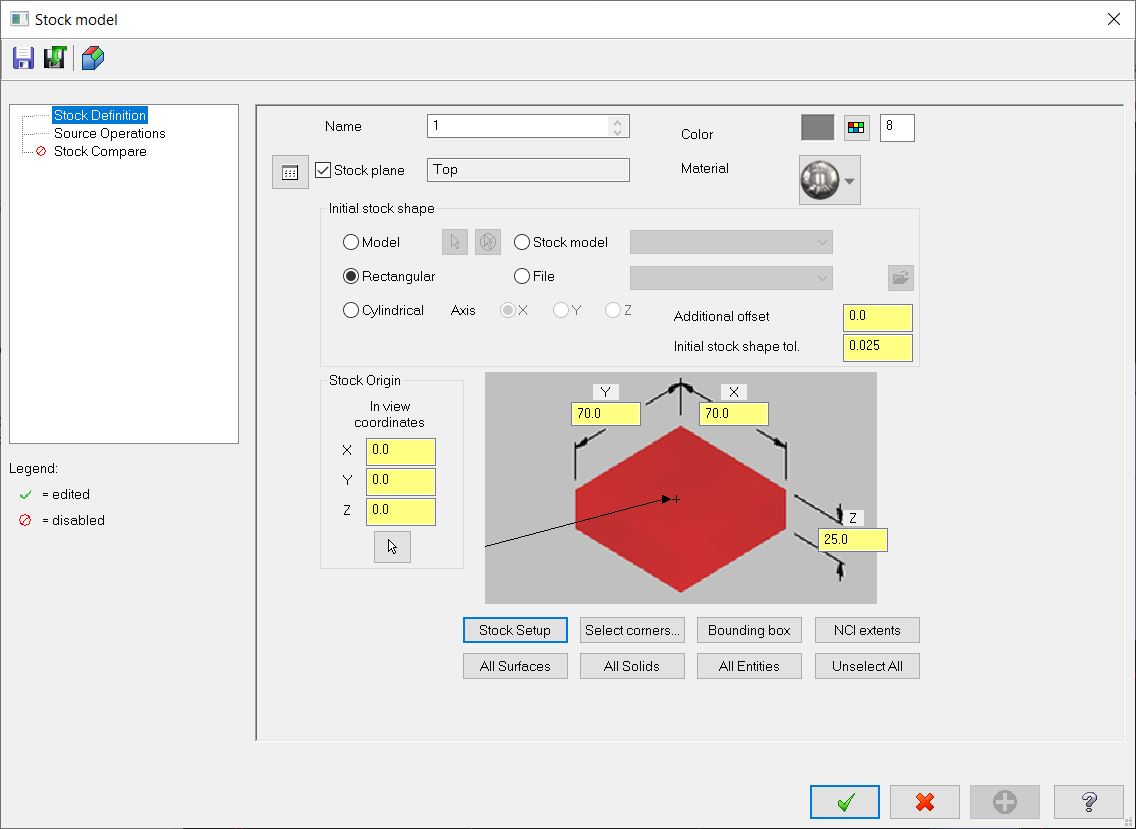 Stock model
Stock Definition
Source Operations
Stock Compare
Legend:
= edited
= disabled
Name 1
Color 8
Stock plane Top
Material
Initial stock shape
Model Stock model
Rectangular File
Cylindrical Axis X Y Z
Additional offset 0.0
Initial stock shape tol. 0.025
Stock Origin
In view
coordinates
X 0.0
Y 0.0
Z 0.0
Y X
70.0 70.0
Z
25.0
Stock Setup Select corners... Bounding box NCI extents
All Surfaces All Solids All Entities Unselect All